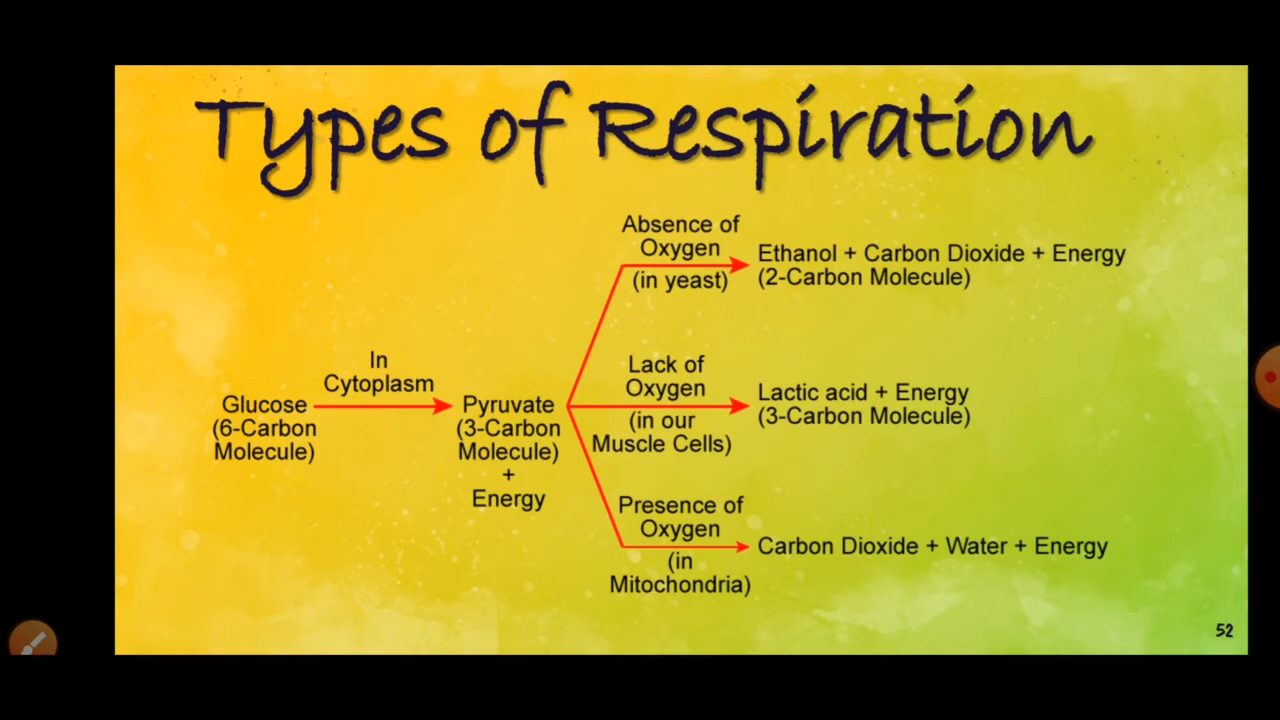 Types of Respiration
Absence of
Oxygen
(in yeast)
Ethanol + Carbon Dioxide + Energy
(2-Carbon Molecule)
In
Cytoplasm
Glucose
(6-Carbon
Molecule)
Pyruvate
(3-Carbon
Molecule)
+
Energy
Lack of
Oxygen
(in our
Muscle Cells)
Lactic acid + Energy
(3-Carbon Molecule)
Presence of
Oxygen
(in
Mitochondria)
Carbon Dioxide + Water + Energy
52